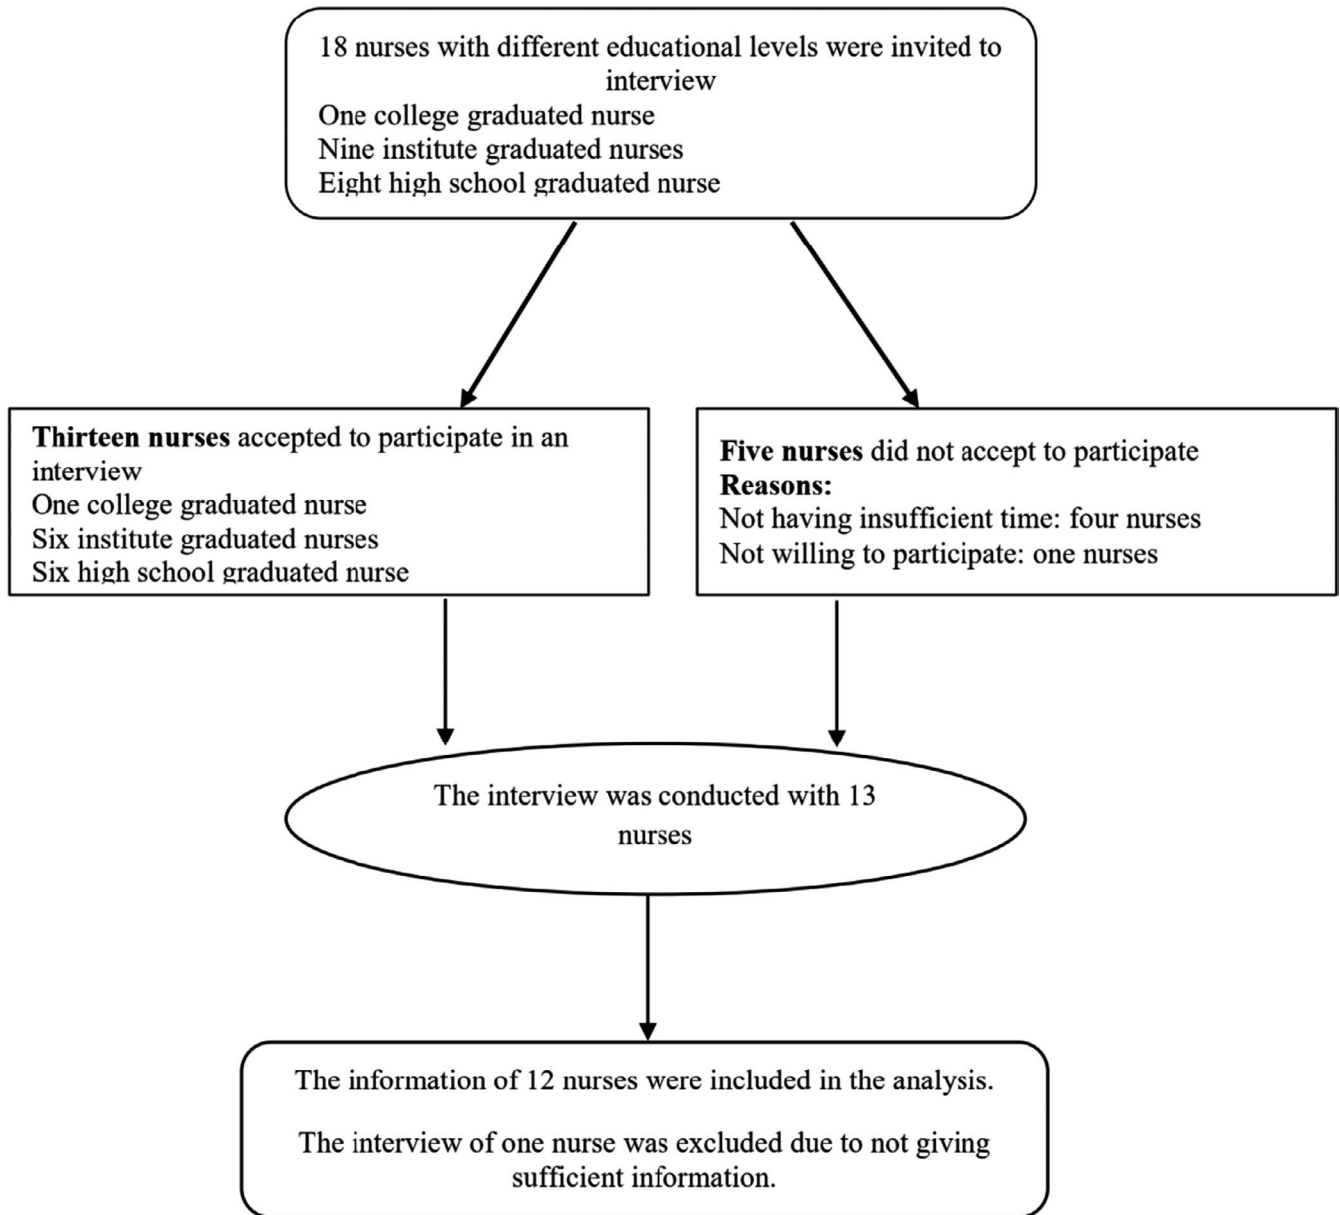 18 nurses with different educational levels were invited to
interview
One college graduated nurse
Nine institute graduated nurses
Eight high school graduated nurse
Thirteen nurses accepted to participate in an
interview
One college graduated nurse
Six institute graduated nurses
Six high school graduated nurse
Five nurses did not accept to participate
Reasons:
Not having insufficient time: four nurses
Not willing to participate: one nurses
The interview was conducted with 13
nurses
The information of 12 nurses were included in the analysis.
The interview of one nurse was excluded due to not giving
sufficient information.